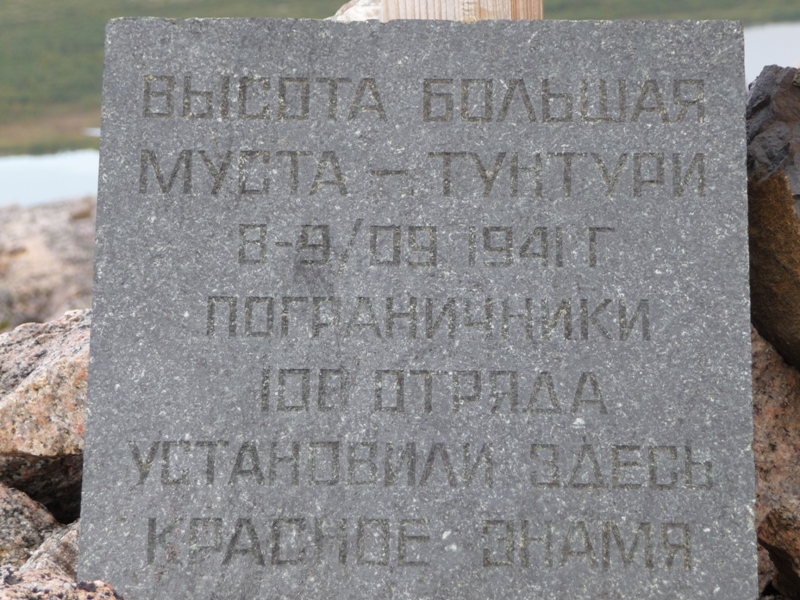 ВЫСОТА БОЛЬШАЯ
МУСТА – ТУНТУРИ
8-9/09 1941 Г
ПОГРАНИЧНИКИ
100 ОТРЯДА
УСТАНОВИЛИ ЗДЕСЬ
КРАСНОЕ ЗНАМЯ